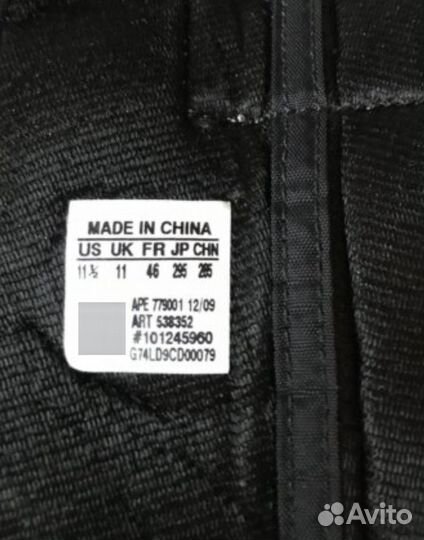 MADE IN CHINA
US UK FR JP CHN
11½ 11 46 295 285
APE 779001 12/09
ART 538352
#101245960
G74LD9CD00079
Avito